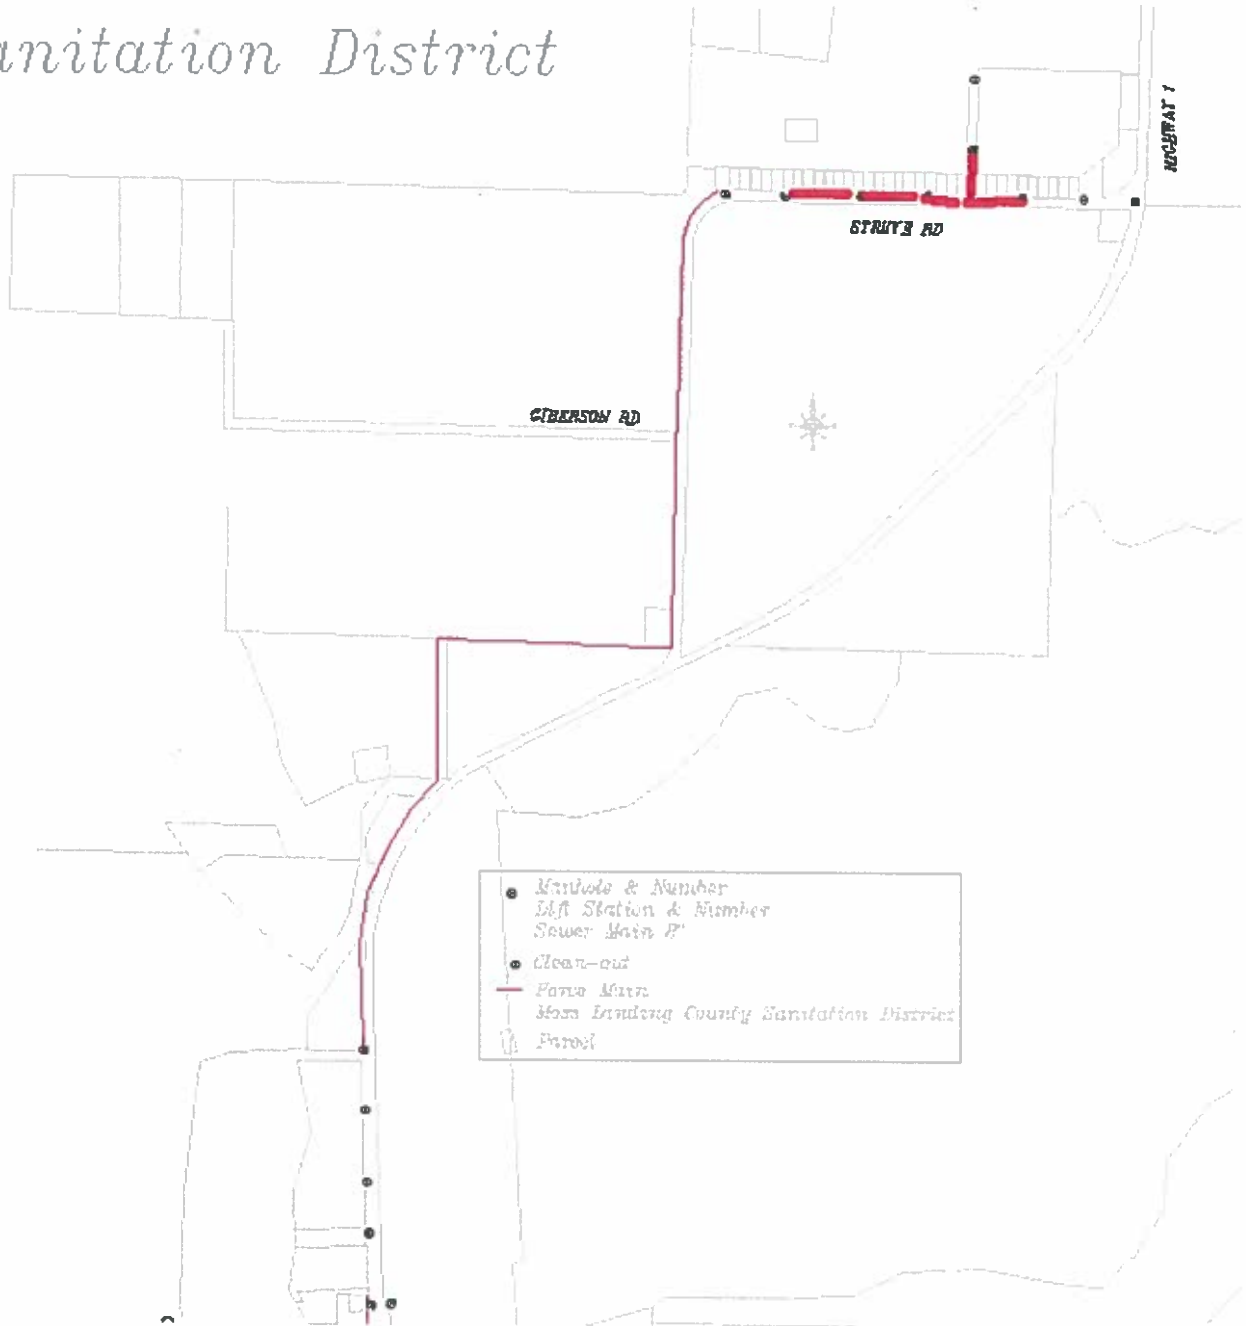 anitation District
HIGHWAY 1
STRUVE RD
GIBERSON RD
Manhole & Number
Lift Station & Number
Sewer Main 8"
Clean-out
Force Main
Moss Landing County Sanitation District
Parcel